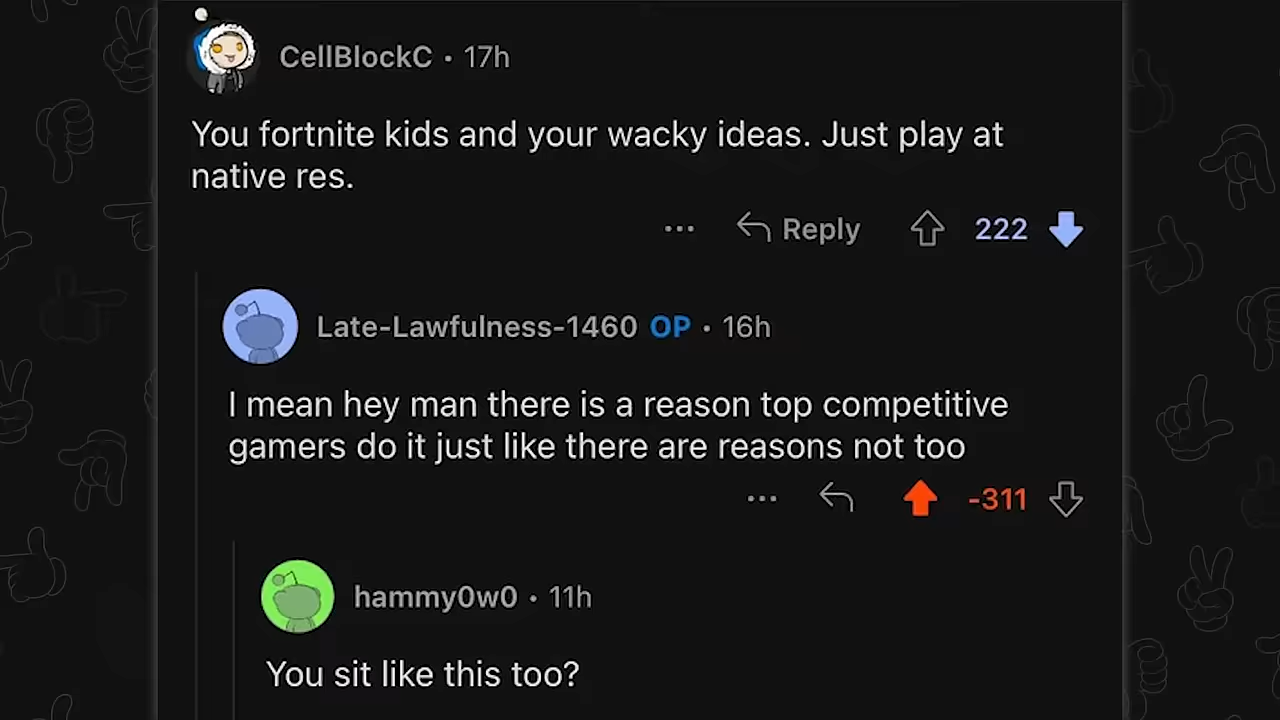 CellBlockC • 17h
You fortnite kids and your wacky ideas. Just play at
native res.
... Reply 222
Late-Lawfulness-1460 OP • 16h
I mean hey man there is a reason top competitive
gamers do it just like there are reasons not too
... -311
hammy0w0 • 11h
You sit like this too?